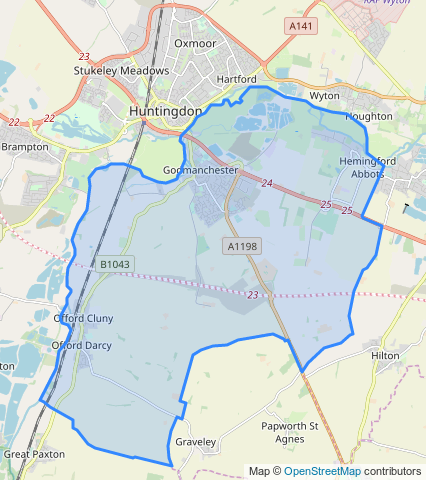 RAF Wyton
A141
Oxmoor
23
Stukeley Meadows
Hartford
Wyton
Huntingdon
Houghton
22
22
22
Brampton
Godmanchester
Hemingford
Abbots
24
25
25
A1198
B1043
23
Offord Cluny
Offord Darcy
Hilton
Papworth St
Agnes
Graveley
Great Paxton
Map © OpenStreetMap contributors